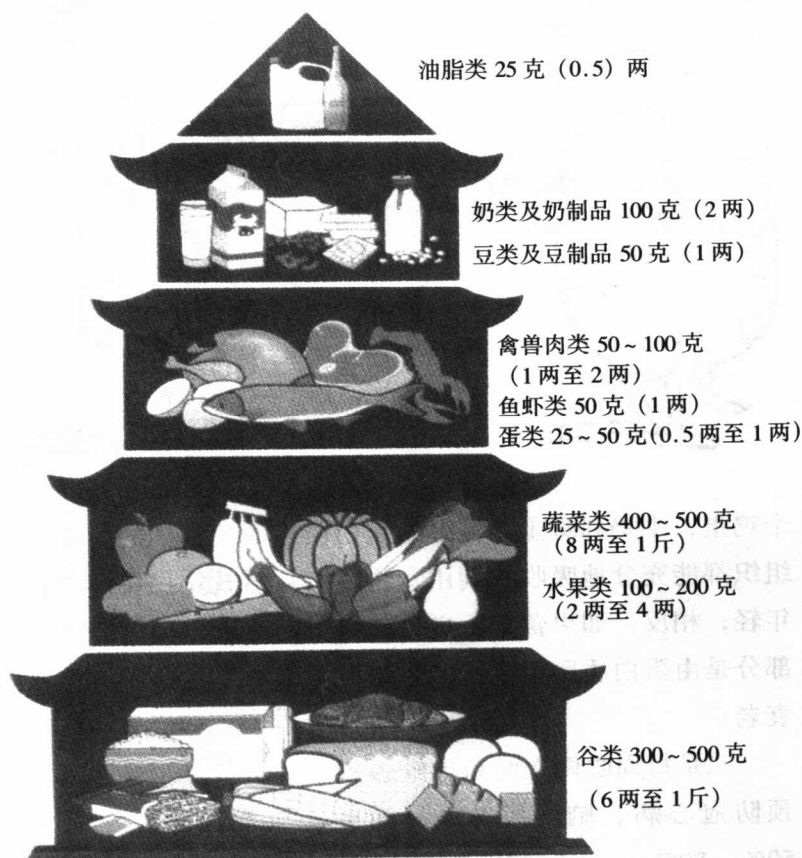 油脂类 25 克（0.5）两
奶类及奶制品 100 克（2 两）
豆类及豆制品 50 克（1 两）
禽兽肉类 50~100 克
（1 两至 2 两）
鱼虾类 50 克（1 两）
蛋类 25~50 克(0.5 两至 1 两)
蔬菜类 400~500 克
（8 两至 1 斤）
水果类 100~200 克
（2 两至 4 两）
谷类 300~500 克
（6 两至 1 斤）